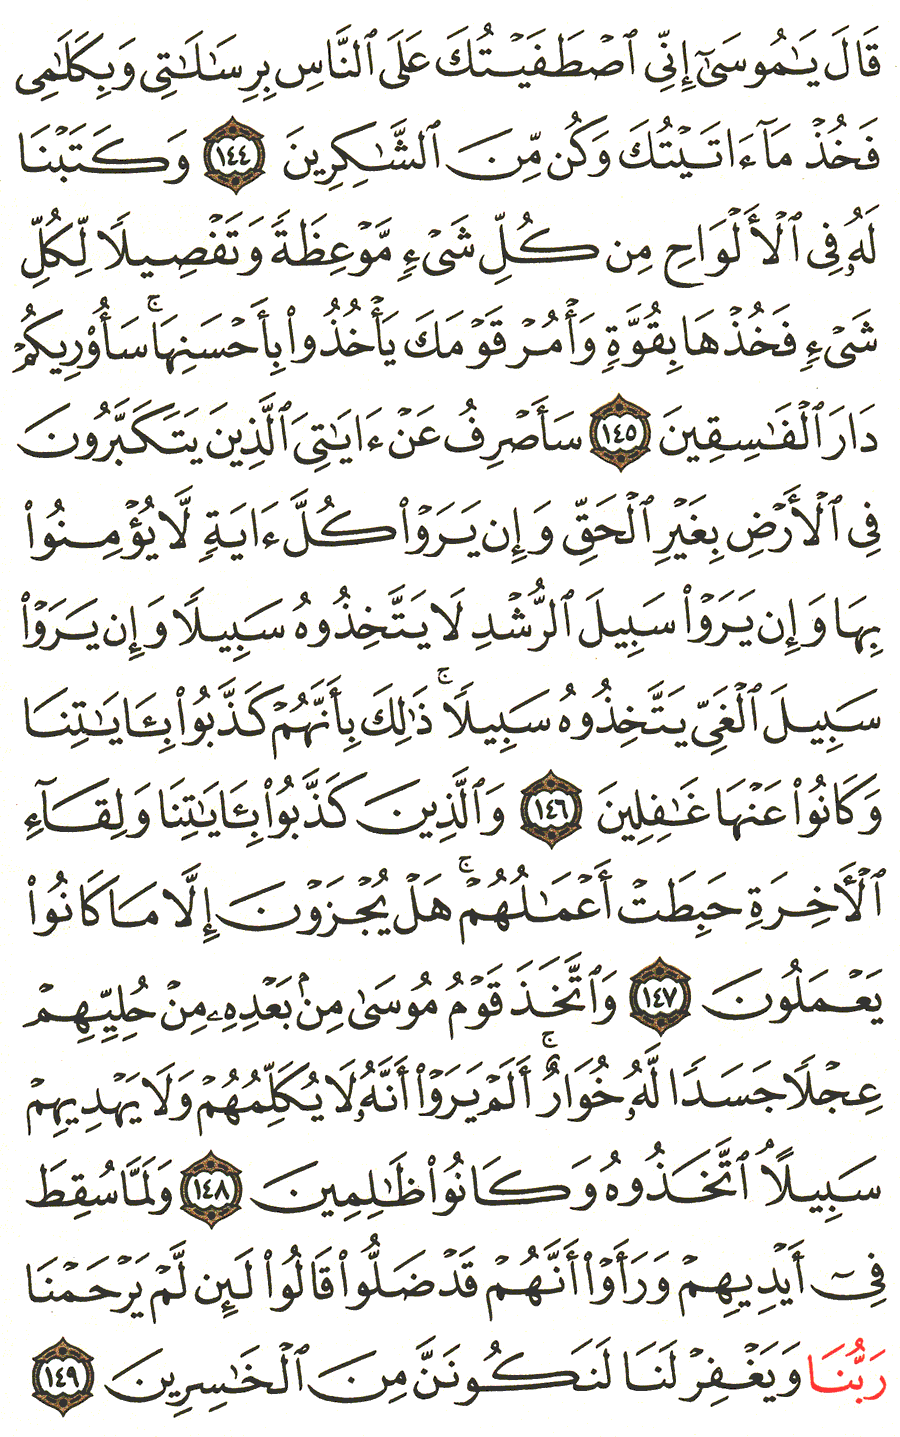 قَالَ يَٰمُوسَىٰٓ إِنِّى ٱصْطَفَيْتُكَ عَلَى ٱلنَّاسِ بِرِسَٰلَٰتِى وَبِكَلَٰمِى
فَخُذْ مَآ ءَاتَيْتُكَ وَكُن مِّنَ ٱلشَّٰكِرِينَ ١٤٤ وَكَتَبْنَا
لَهُۥ فِى ٱلْأَلْوَاحِ مِن كُلِّ شَىْءٍ مَّوْعِظَةً وَتَفْصِيلًا لِّكُلِّ
شَىْءٍ فَخُذْهَا بِقُوَّةٍ وَأْمُرْ قَوْمَكَ يَأْخُذُوا۟ بِأَحْسَنِهَا ۚ سَأُو۟رِيكُمْ
دَارَ ٱلْفَٰسِقِينَ ١٤٥ سَأَصْرِفُ عَنْ ءَايَٰتِىَ ٱلَّذِينَ يَتَكَبَّرُونَ
فِى ٱلْأَرْضِ بِغَيْرِ ٱلْحَقِّ وَإِن يَرَوْا۟ كُلَّ ءَايَةٍ لَّا يُؤْمِنُوا۟
بِهَا وَإِن يَرَوْا۟ سَبِيلَ ٱلرُّشْدِ لَا يَتَّخِذُوهُ سَبِيلًا وَإِن يَرَوْا۟
سَبِيلَ ٱلْغَىِّ يَتَّخِذُوهُ سَبِيلًا ۚ ذَٰلِكَ بِأَنَّهُمْ كَذَّبُوا۟ بِـَٔايَٰتِنَا
وَكَانُوا۟ عَنْهَا غَٰفِلِينَ ١٤٦ وَٱلَّذِينَ كَذَّبُوا۟ بِـَٔايَٰتِنَا وَلِقَآءِ
ٱلْأَخِرَةِ حَبِطَتْ أَعْمَٰلُهُمْ ۚ هَلْ يُجْزَوْنَ إِلَّا مَا كَانُوا۟
يَعْمَلُونَ ١٤٧ وَٱتَّخَذَ قَوْمُ مُوسَىٰ مِنۢ بَعْدِهِۦ مِنْ حُلِيِّهِمْ
عِجْلًا جَسَدًا لَّهُۥ خُوَارٌ ۚ أَلَمْ يَرَوْا۟ أَنَّهُۥ لَا يُكَلِّمُهُمْ وَلَا يَهْدِيهِمْ
سَبِيلًا ٱتَّخَذُوهُ وَكَانُوا۟ ظَٰلِمِينَ ١٤٨ وَلَمَّا سُقِطَ
فِىٓ أَيْدِيهِمْ وَرَأَوْا۟ أَنَّهُمْ قَدْ ضَلُّوا۟ قَالُوا۟ لَئِن لَّمْ يَرْحَمْنَا
رَبُّنَا وَيَغْفِرْ لَنَا لَنَكُونَنَّ مِنَ ٱلْخَٰسِرِينَ ١٤٩